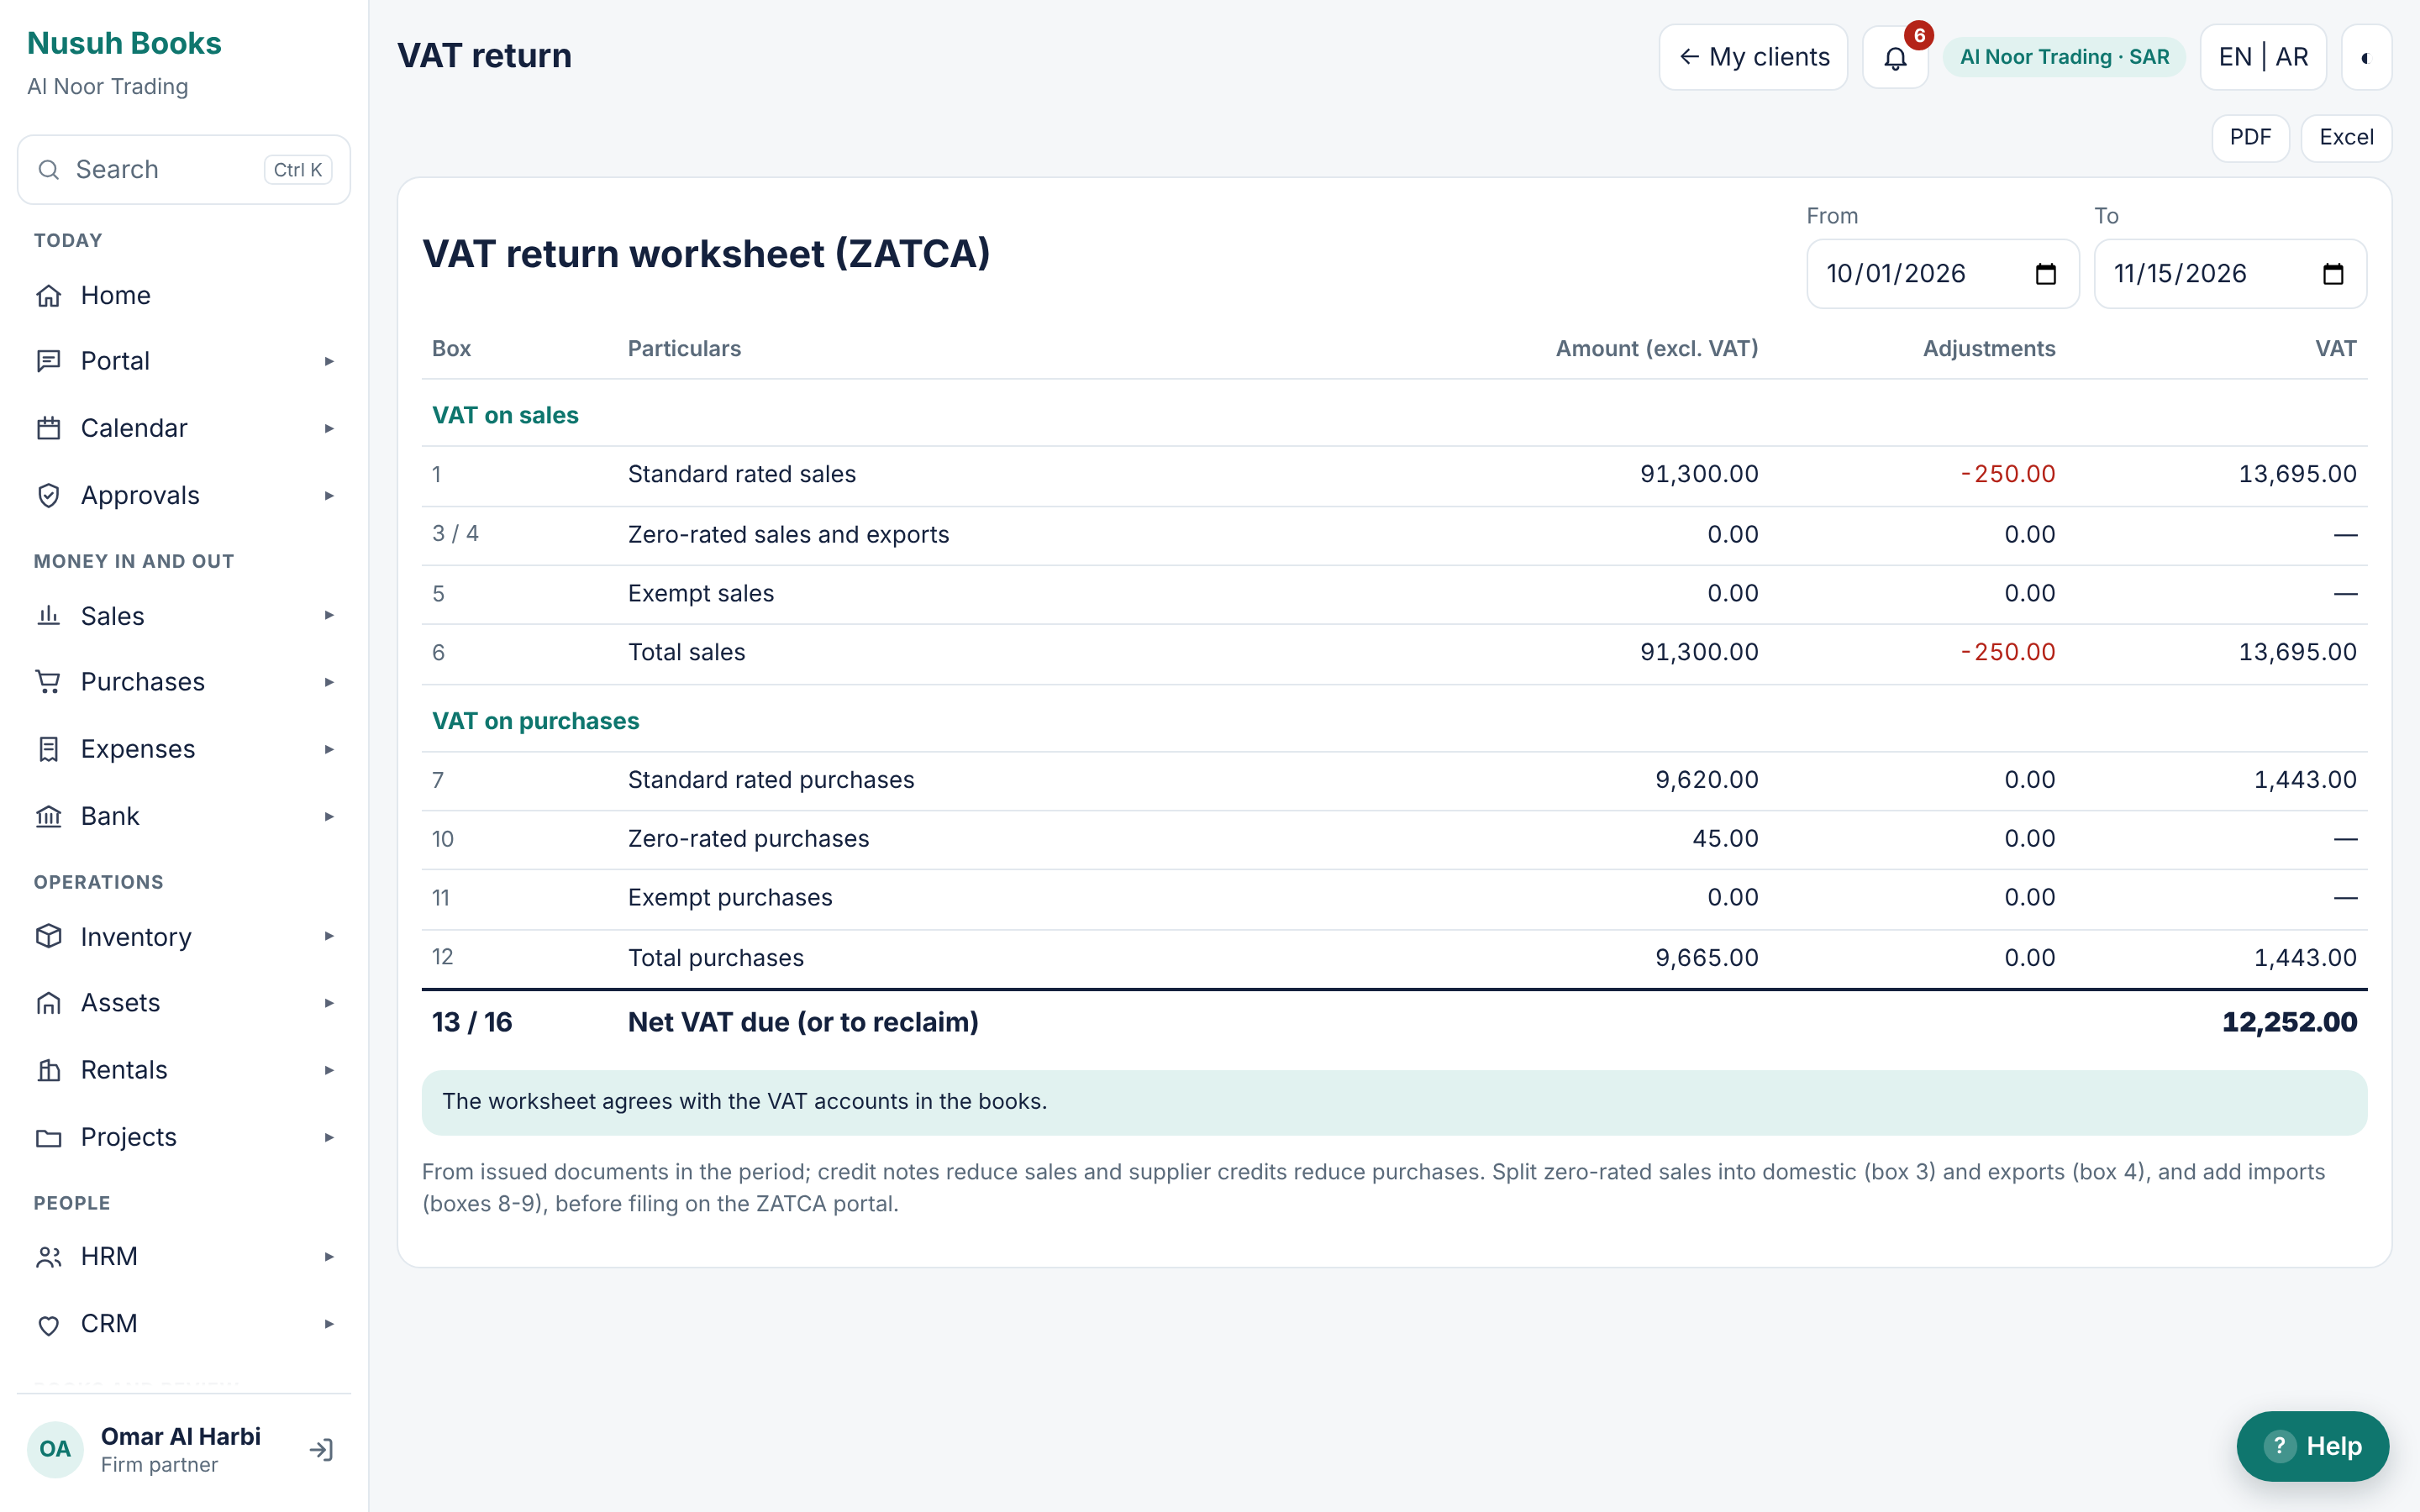 Nusuh Books
Al Noor Trading
Search Ctrl K
TODAY
Home
Portal
Calendar
Approvals
MONEY IN AND OUT
Sales
Purchases
Expenses
Bank
OPERATIONS
Inventory
Assets
Rentals
Projects
PEOPLE
HRM
CRM
OA Omar Al Harbi
Firm partner
VAT return
← My clients 6 Al Noor Trading · SAR EN | AR
PDF Excel
VAT return worksheet (ZATCA)
From To
10/01/2026 11/15/2026
Box Particulars Amount (excl. VAT) Adjustments VAT
VAT on sales
1 Standard rated sales 91,300.00 -250.00 13,695.00
3 / 4 Zero-rated sales and exports 0.00 0.00 —
5 Exempt sales 0.00 0.00 —
6 Total sales 91,300.00 -250.00 13,695.00
VAT on purchases
7 Standard rated purchases 9,620.00 0.00 1,443.00
10 Zero-rated purchases 45.00 0.00 —
11 Exempt purchases 0.00 0.00 —
12 Total purchases 9,665.00 0.00 1,443.00
13 / 16 Net VAT due (or to reclaim) 12,252.00
The worksheet agrees with the VAT accounts in the books.
From issued documents in the period; credit notes reduce sales and supplier credits reduce purchases. Split zero-rated sales into domestic (box 3) and exports (box 4), and add imports
(boxes 8-9), before filing on the ZATCA portal.
? Help